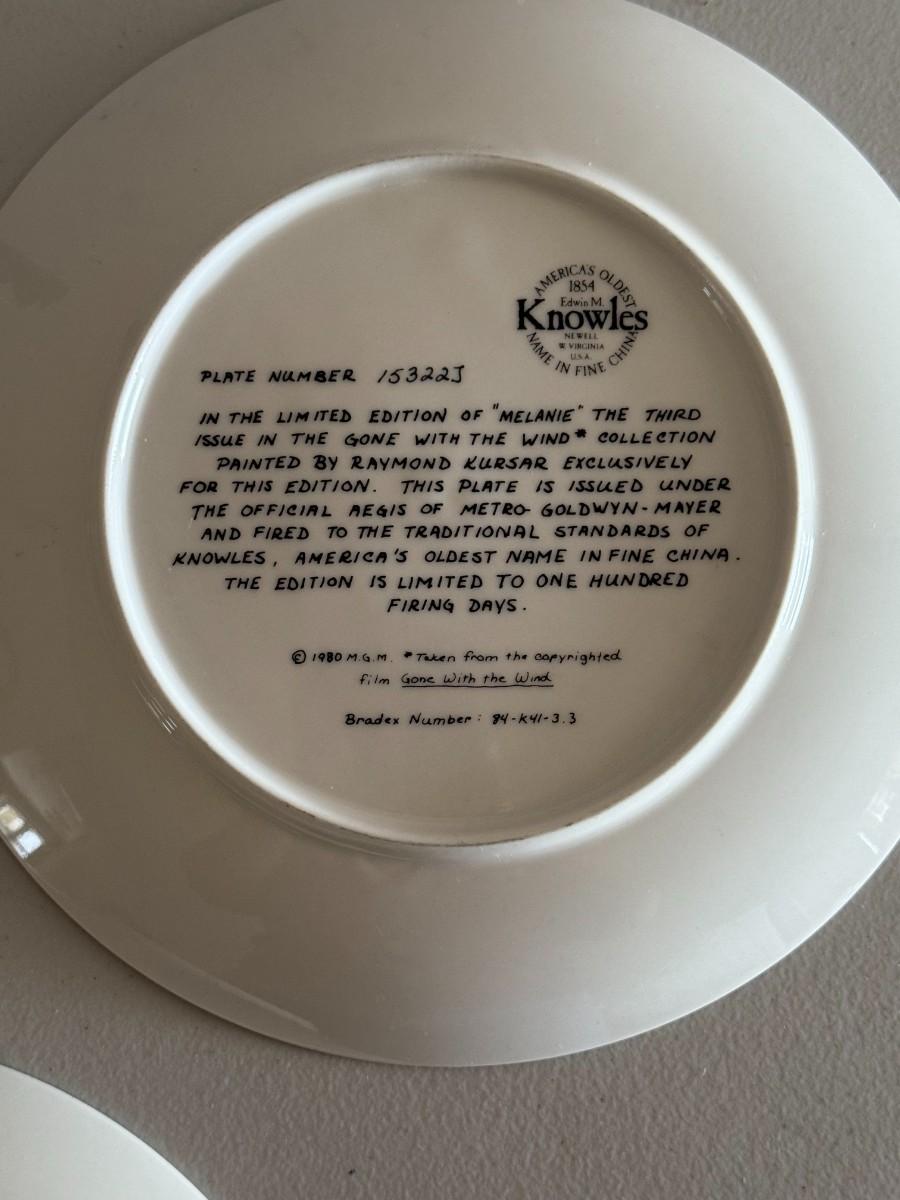 AMERICA'S OLDEST
1854
Edwin M.
Knowles
NEWELL
W. VIRGINIA
U.S.A.
NAME IN FINE CHINA
PLATE NUMBER 15322J
IN THE LIMITED EDITION OF "MELANIE" THE THIRD
ISSUE IN THE GONE WITH THE WIND* COLLECTION
PAINTED BY RAYMOND KURSAR EXCLUSIVELY
FOR THIS EDITION. THIS PLATE IS ISSUED UNDER
THE OFFICIAL AEGIS OF METRO-GOLDWYN-MAYER
AND FIRED TO THE TRADITIONAL STANDARDS OF
KNOWLES, AMERICA'S OLDEST NAME IN FINE CHINA.
THE EDITION IS LIMITED TO ONE HUNDRED
FIRING DAYS.
© 1980 M.G.M. *Taken from the copyrighted
film Gone With the Wind
Bradex Number: 84-K41-3.3